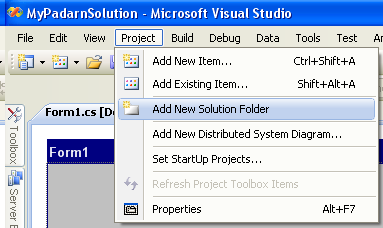 MyPadarnSolution - Microsoft Visual Studio
File Edit View Project Build Debug Data Tools Test
Add New Item... Ctrl+Shift+A
Add Existing Item... Shift+Alt+A
Add New Solution Folder
Add New Distributed System Diagram...
Set StartUp Projects...
Refresh Project Toolbox Items
Properties Alt+F7
Form1.cs [De
Form1
Toolbox
Server E